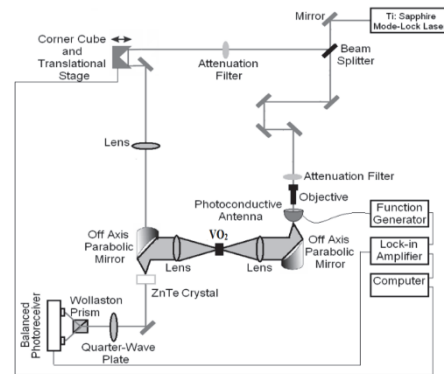 Mirror
Ti: Sapphire
Mode-Lock Laser
Corner Cube
and
Translational
Stage
Attenuation
Filter
Beam
Splitter
Lens
Attenuation Filter
Objective
Photoconductive
Antenna
Function
Generator
Off Axis
Parabolic
Mirror
VO₂
Lens
Lens
Off Axis
Parabolic
Mirror
Lock-in
Amplifier
Computer
ZnTe Crystal
Wollaston
Prism
Balanced
Photoreceiver
Quarter-Wave
Plate